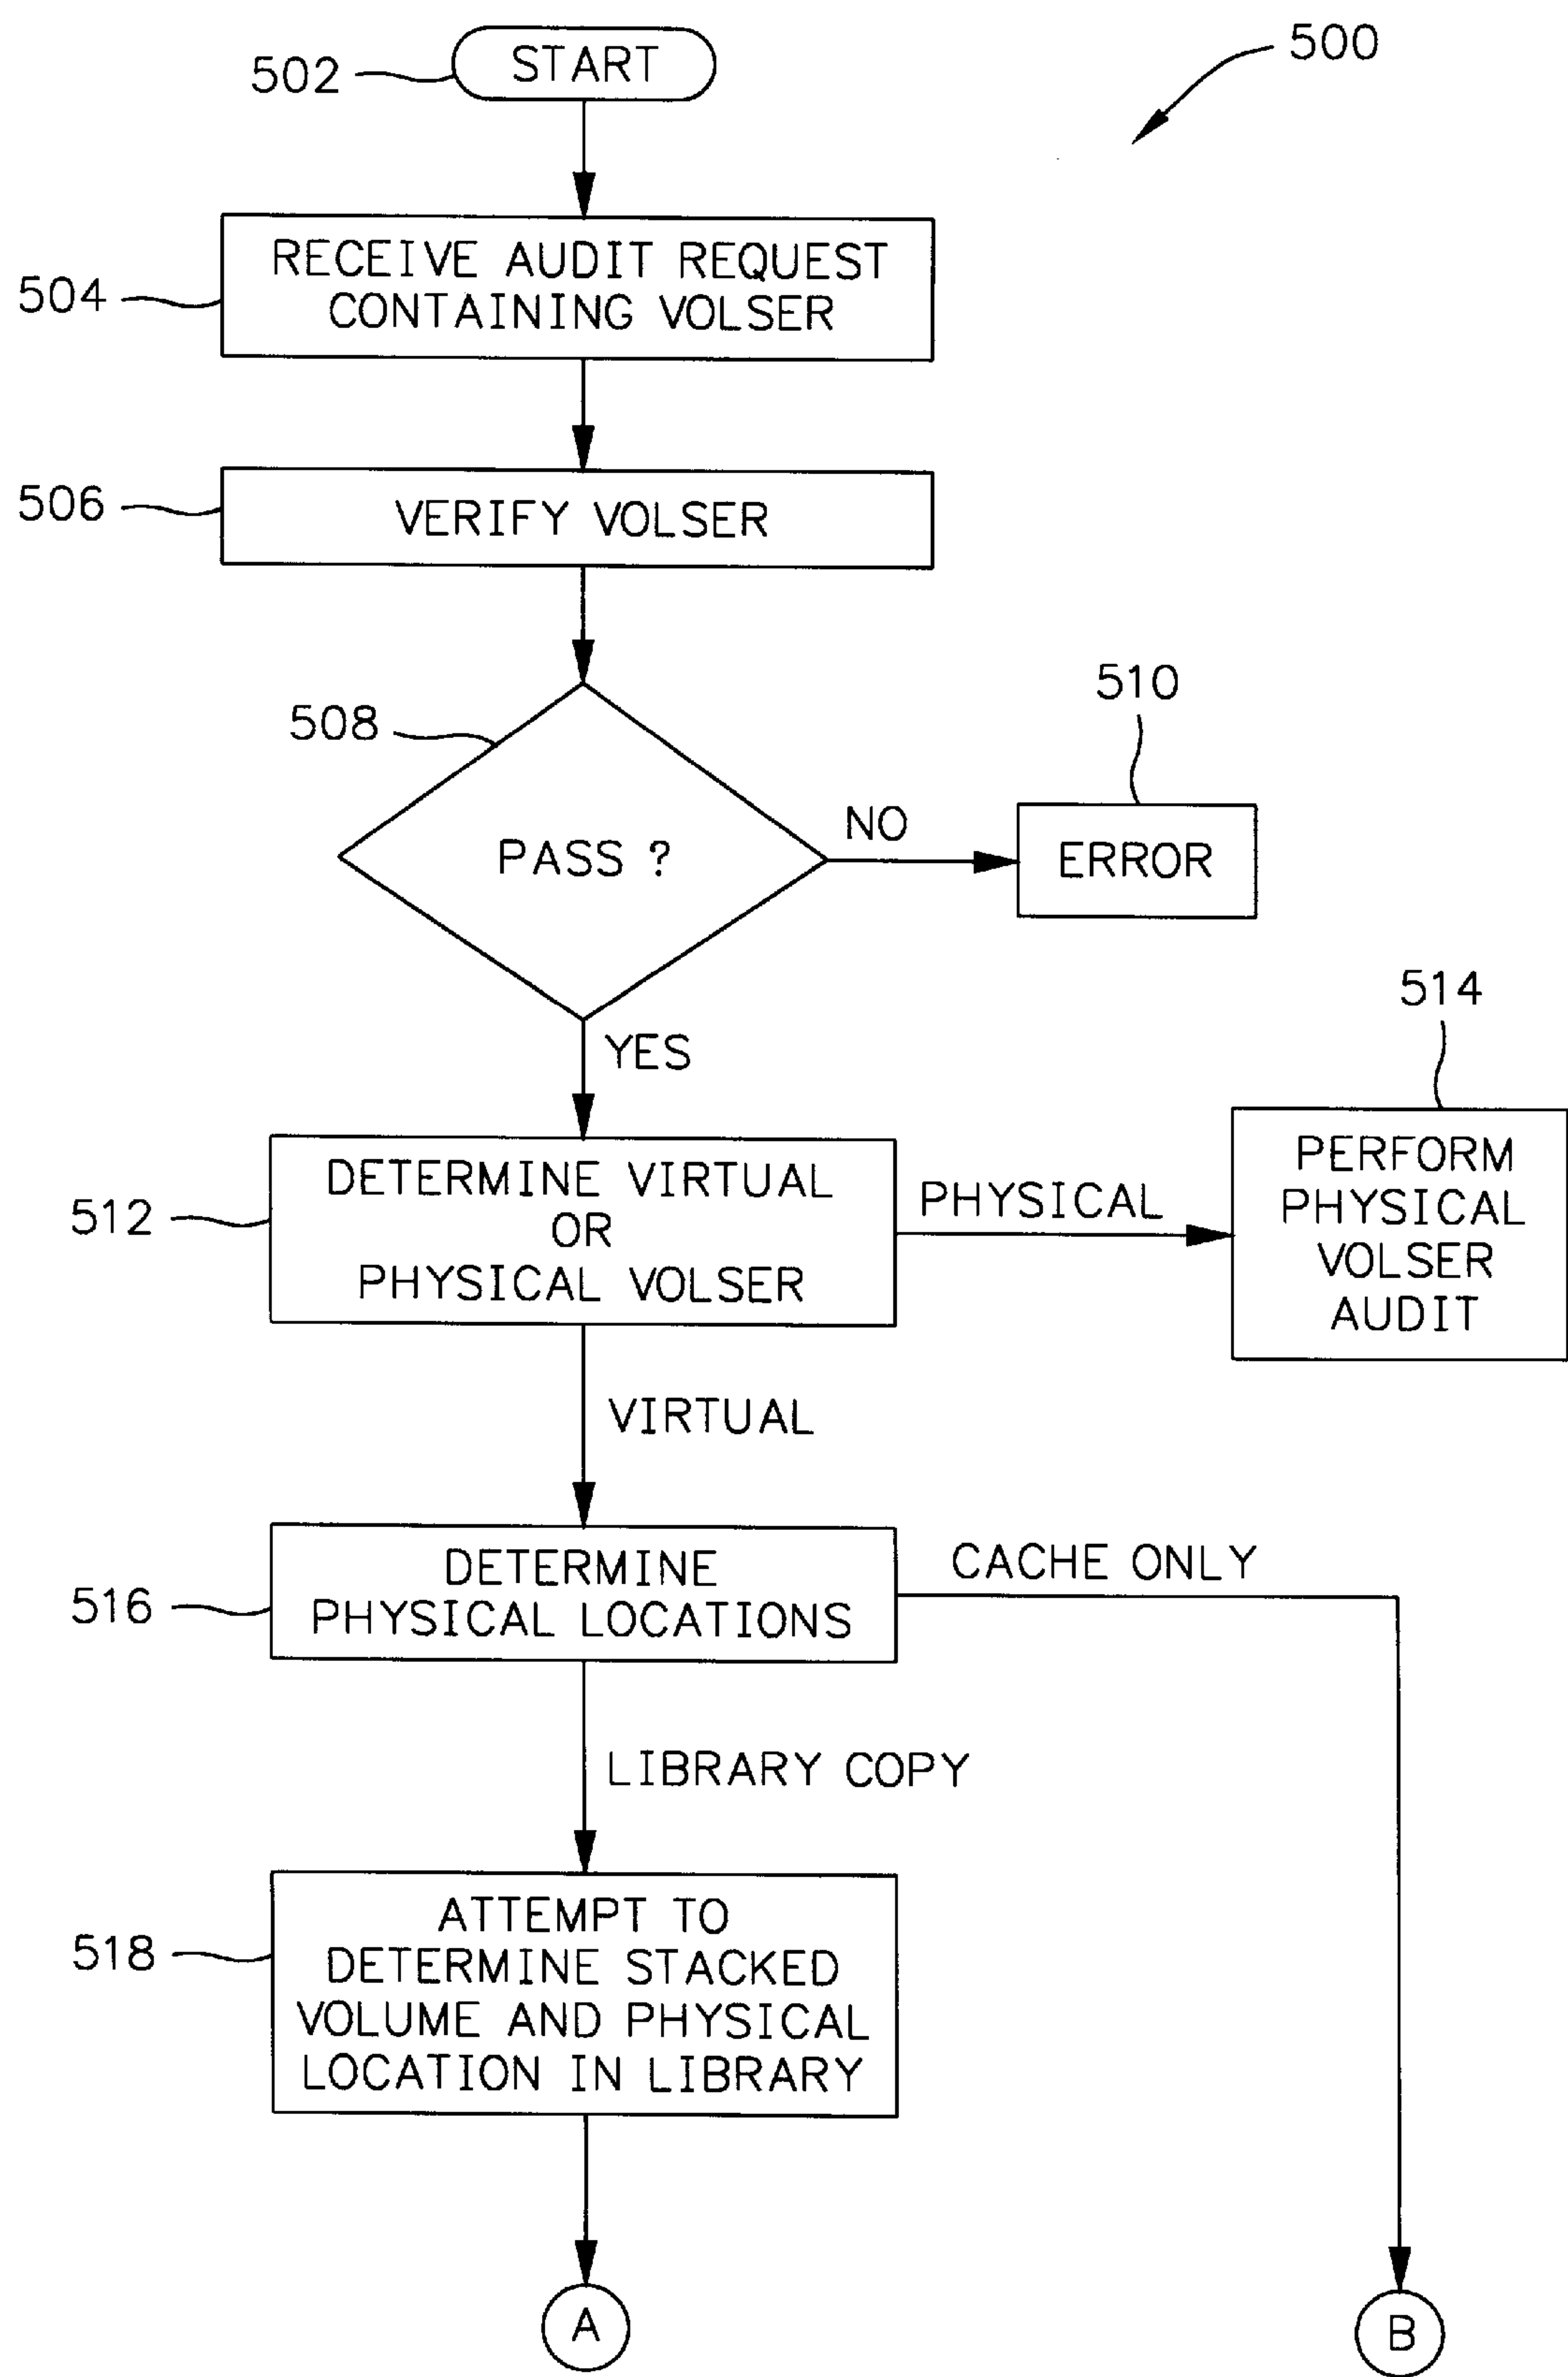 500
502
START
504
RECEIVE AUDIT REQUEST
CONTAINING VOLSER
506
VERIFY VOLSER
508
PASS ?
NO
510
ERROR
YES
512
DETERMINE VIRTUAL
OR
PHYSICAL VOLSER
PHYSICAL
514
PERFORM
PHYSICAL
VOLSER
AUDIT
VIRTUAL
516
DETERMINE
PHYSICAL LOCATIONS
CACHE ONLY
LIBRARY COPY
518
ATTEMPT TO
DETERMINE STACKED
VOLUME AND PHYSICAL
LOCATION IN LIBRARY
A
B